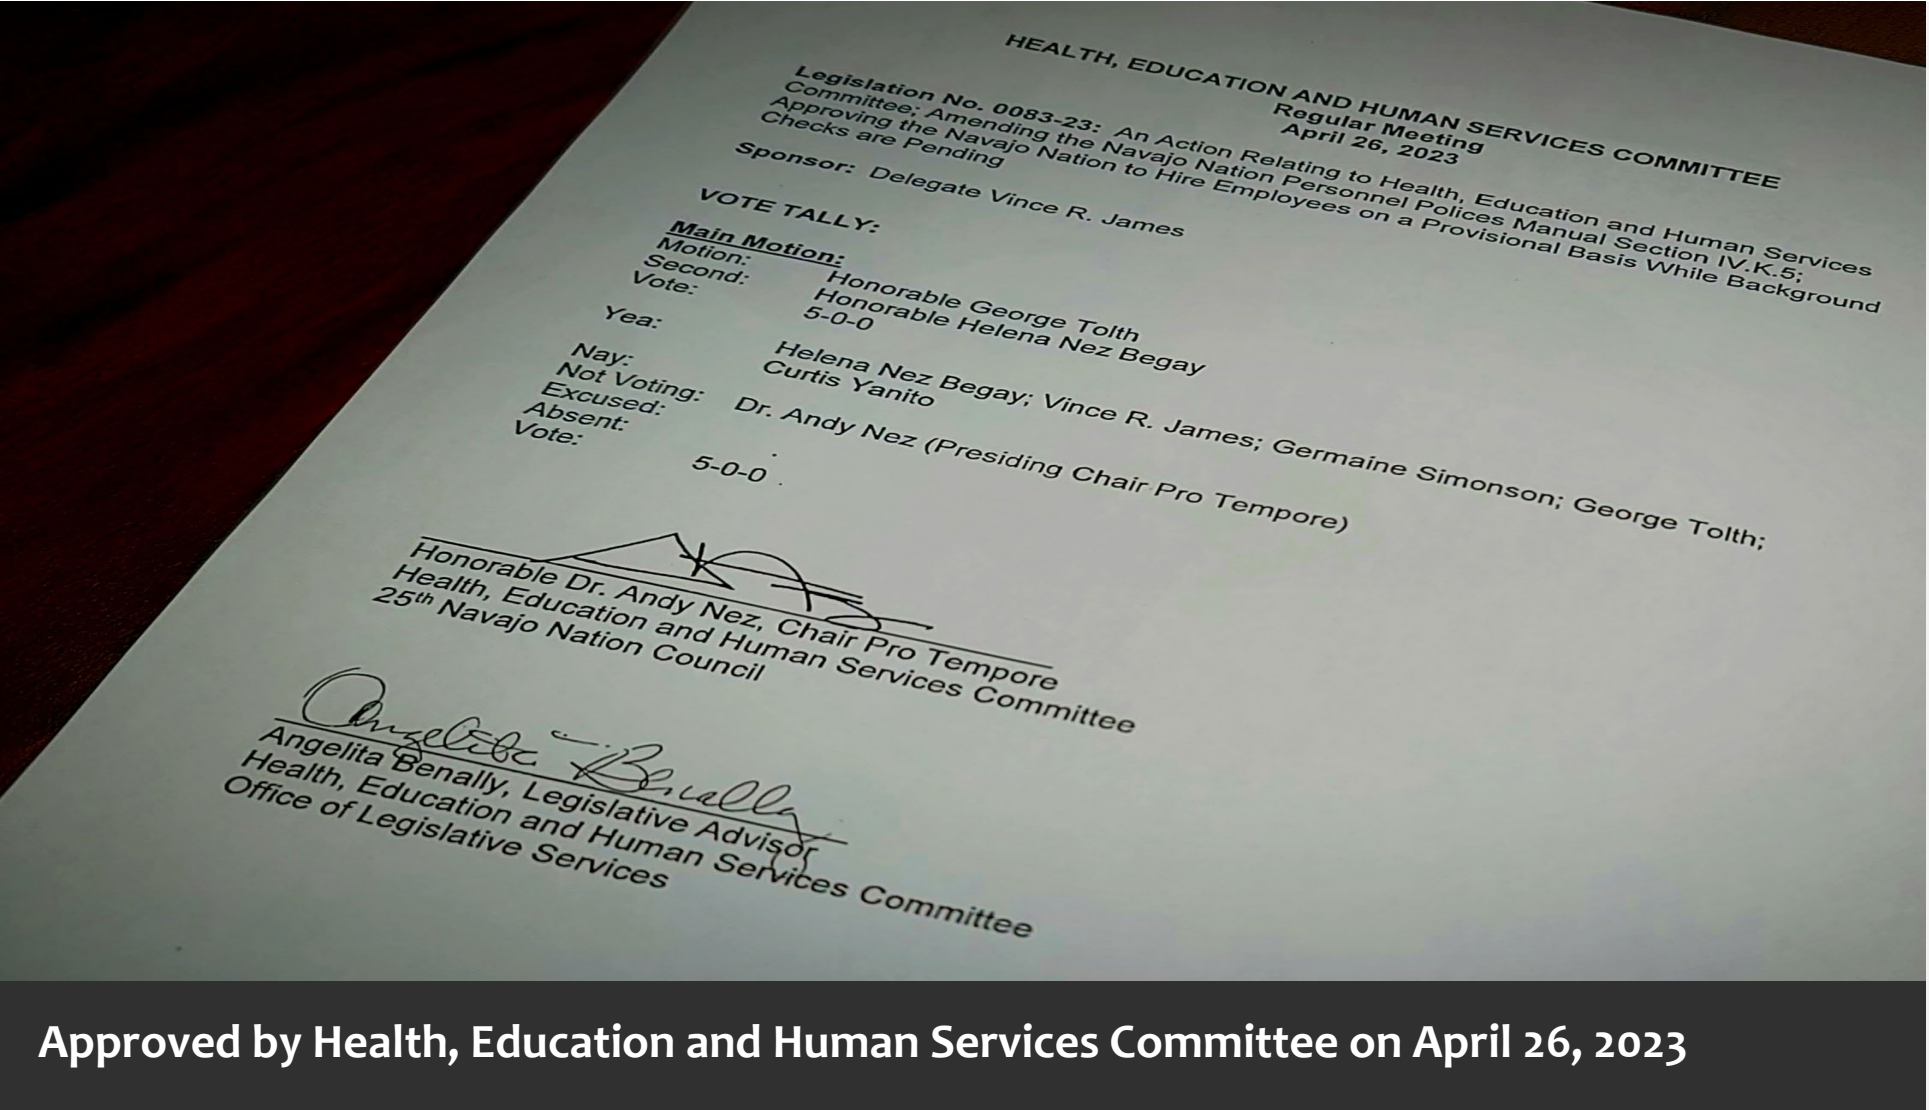 HEALTH, EDUCATION AND HUMAN SERVICES COMMITTEE
Regular Meeting
April 26, 2023
Legislation No. 0083-23: An Action Relating to Health, Education and Human Services
Committee; Amending the Navajo Nation Personnel Polices Manual Section IV.K.5;
Approving the Navajo Nation to Hire Employees on a Provisional Basis While Background
Checks are Pending
Sponsor: Delegate Vince R. James
VOTE TALLY:
Main Motion:
Motion: Honorable George Tolth
Second: Honorable Helena Nez Begay
Vote: 5-0-0
Yea: Helena Nez Begay; Vince R. James; Germaine Simonson; George Tolth;
Curtis Yanito
Nay:
Not Voting: Dr. Andy Nez (Presiding Chair Pro Tempore)
Excused:
Absent:
Vote: 5-0-0
Honorable Dr. Andy Nez, Chair Pro Tempore
Health, Education and Human Services Committee
25th Navajo Nation Council
Angelita Benally
Angelita Benally, Legislative Advisor
Health, Education and Human Services Committee
Office of Legislative Services
Approved by Health, Education and Human Services Committee on April 26, 2023